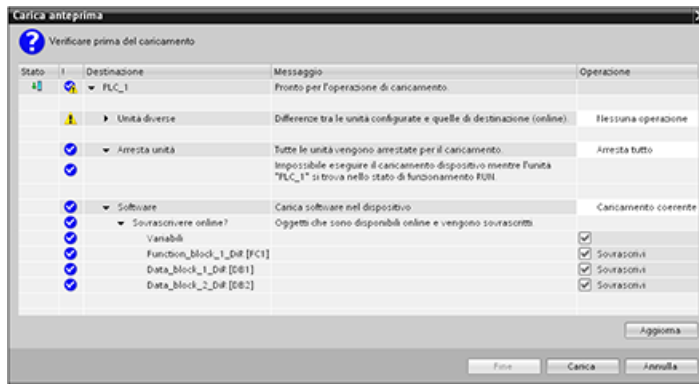 Carica anteprima
Verificare prima del caricamento
Stato ! Destinazione Messaggio Operazione
PLC_1 Pronto per l'operazione di caricamento.
Unità diverse Differenze tra le unità configurate e quelle di destinazione (online). Nessuna operazione
Arresta unità Tutte le unità vengono arrestate per il caricamento. Arresta tutto
Impossibile eseguire il caricamento dispositivo mentre l'unità
"PLC_1" si trova nello stato di funzionamento RUN.
Software Carica software nel dispositivo Caricamento coerente
Sovrascrivere online? Oggetti che sono disponibili online e vengono sovrascritti
Variabili
Function_block_1_Diff [FC1] Sovrascrivi
Data_block_1_Diff [DB1] Sovrascrivi
Data_block_2_Diff [DB2] Sovrascrivi
Aggiorna
Fine Carica Annulla